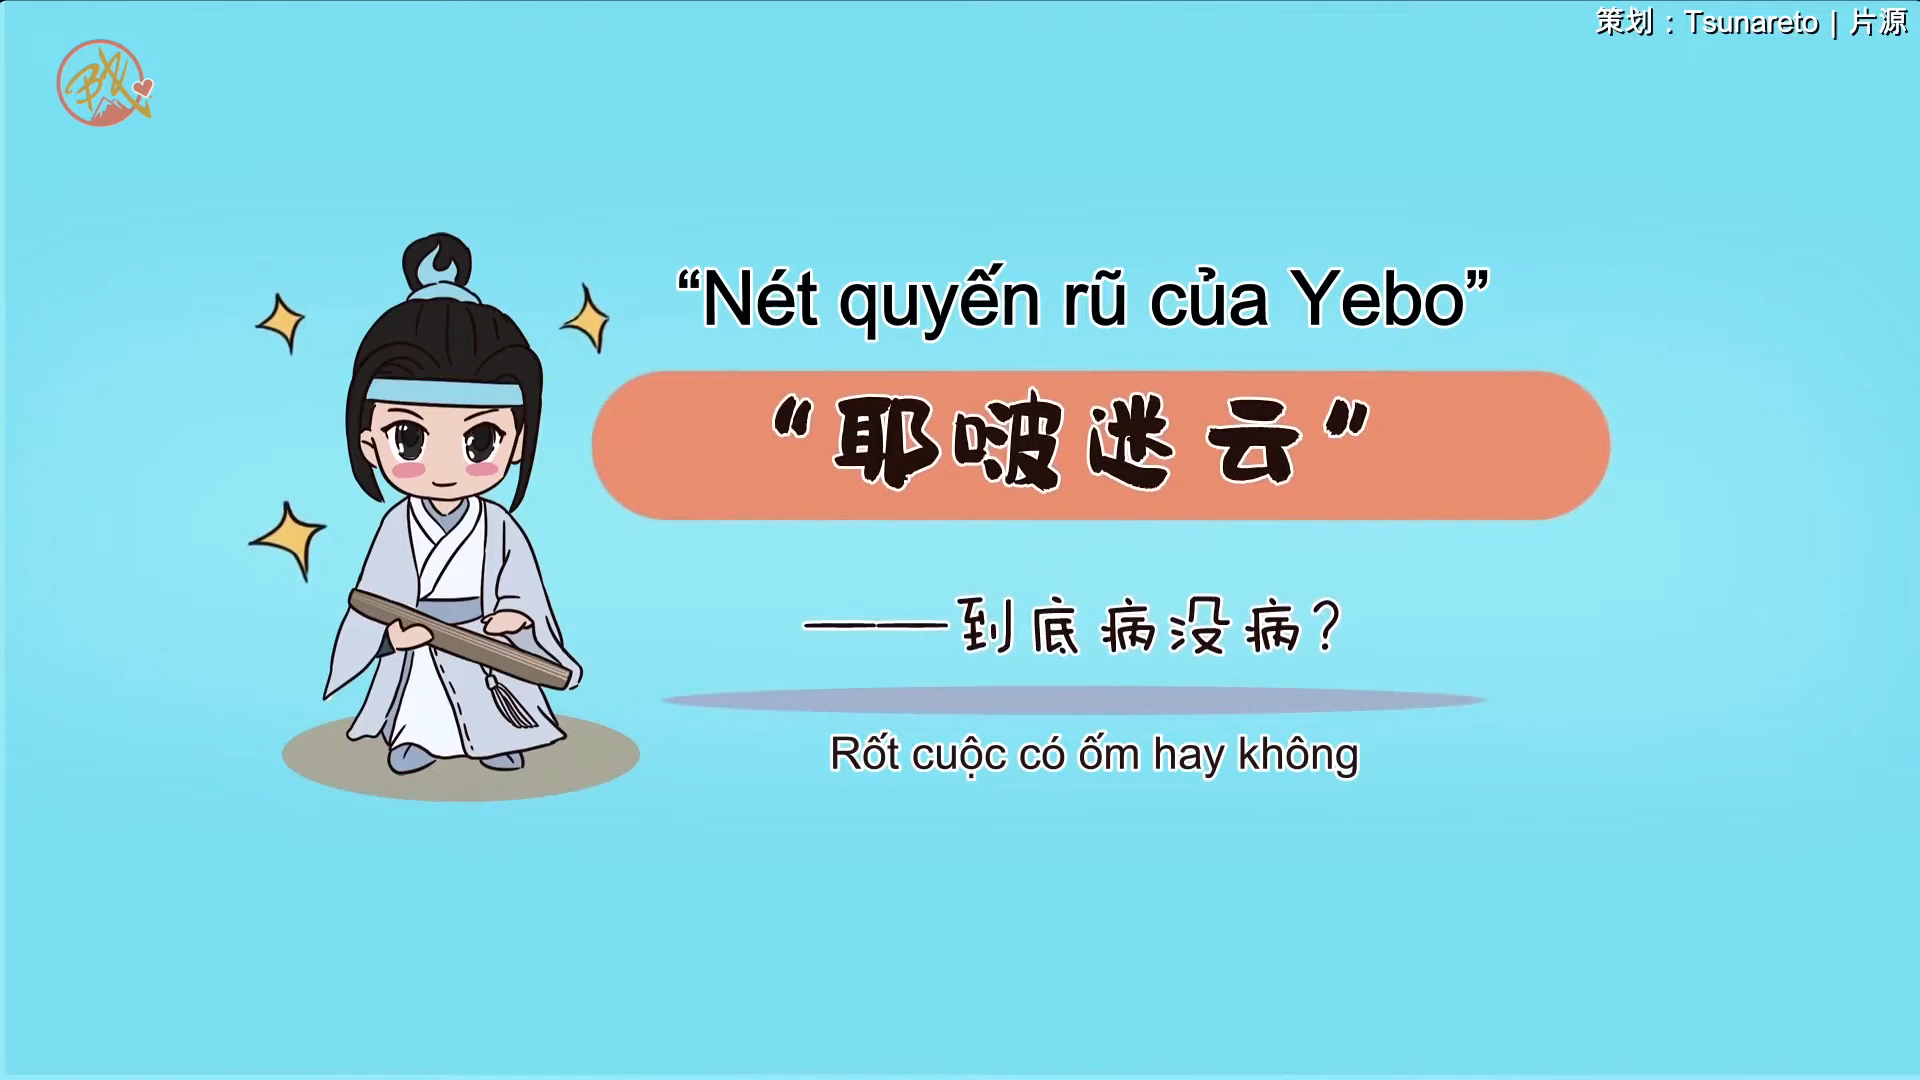 策划：Tsunareto | 片源
“Nét quyến rũ của Yebo”
“耶啵迷云”
——到底病没病？
Rốt cuộc có ốm hay không